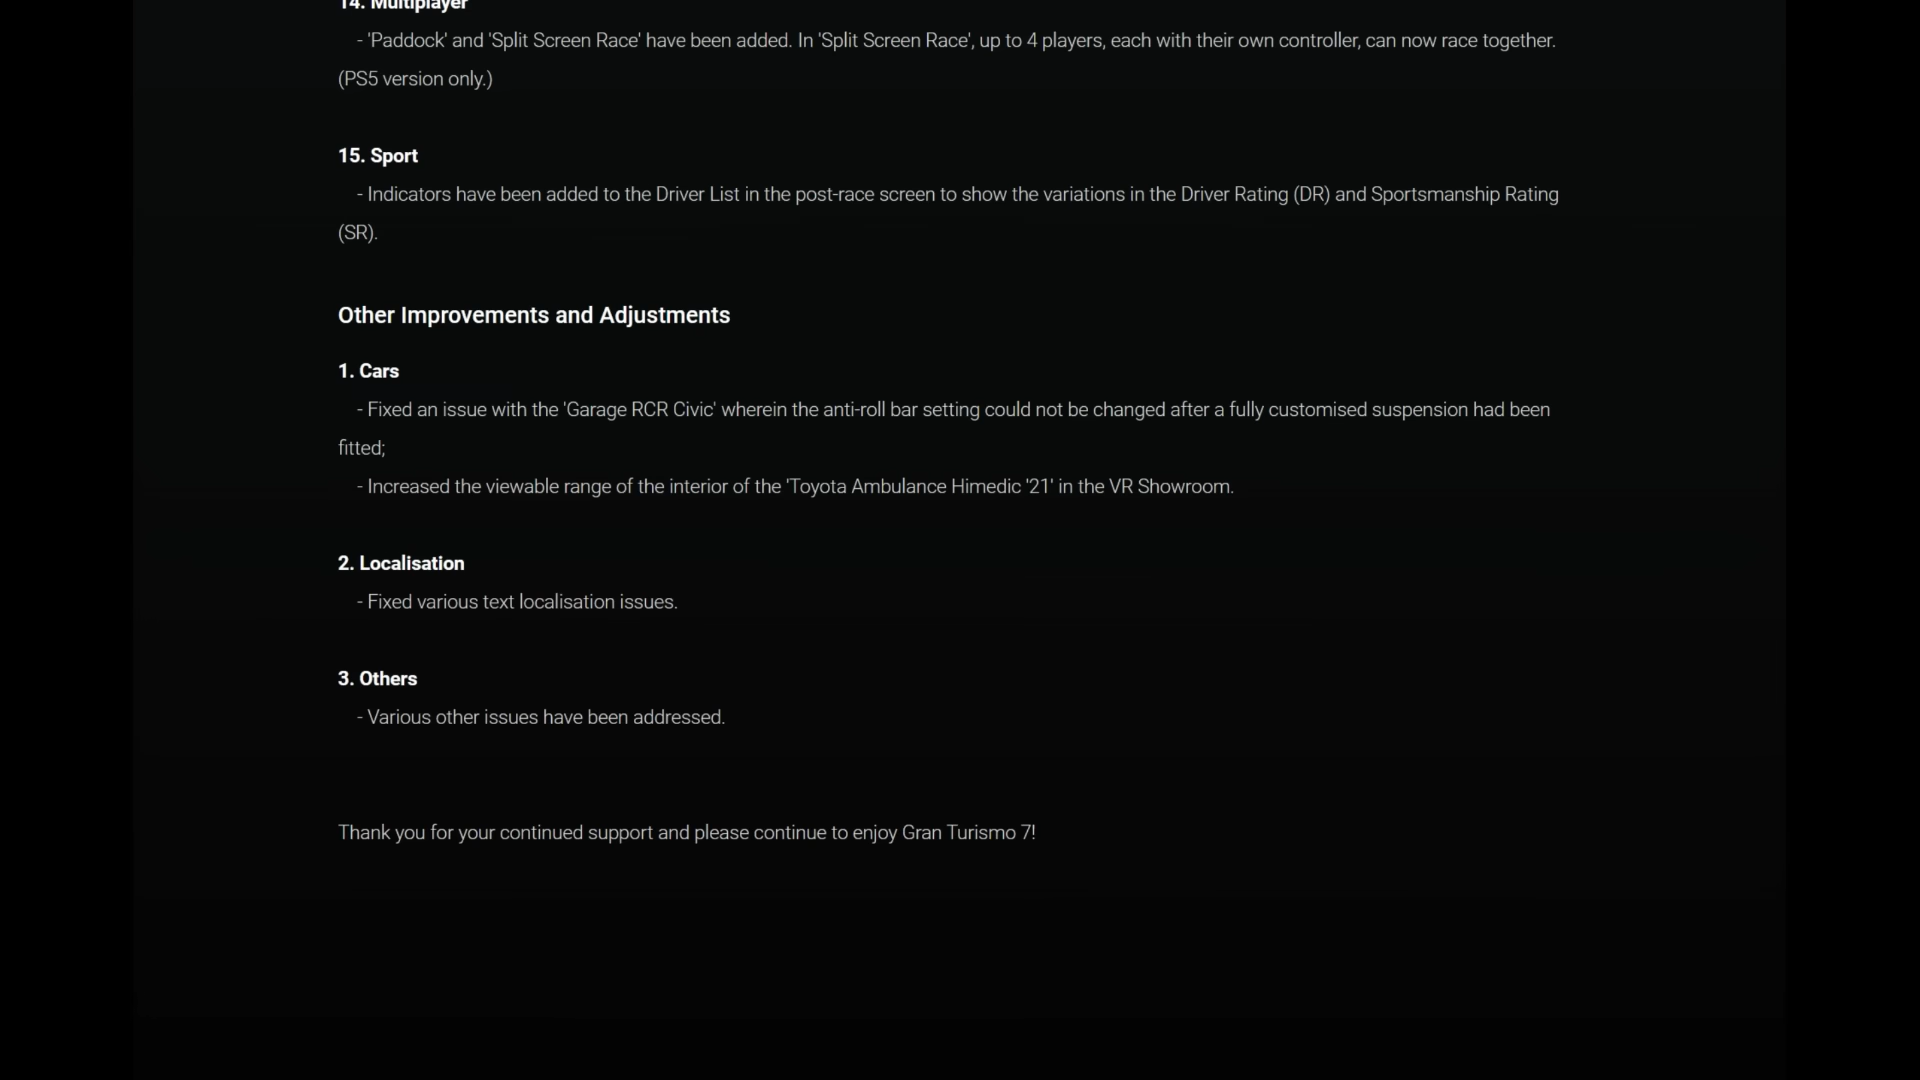 14. Multiplayer
- 'Paddock' and 'Split Screen Race' have been added. In 'Split Screen Race', up to 4 players, each with their own controller, can now race together.
(PS5 version only.)
15. Sport
- Indicators have been added to the Driver List in the post-race screen to show the variations in the Driver Rating (DR) and Sportsmanship Rating
(SR).
Other Improvements and Adjustments
1. Cars
- Fixed an issue with the 'Garage RCR Civic' wherein the anti-roll bar setting could not be changed after a fully customised suspension had been
fitted;
- Increased the viewable range of the interior of the 'Toyota Ambulance Himedic '21' in the VR Showroom.
2. Localisation
- Fixed various text localisation issues.
3. Others
- Various other issues have been addressed.
Thank you for your continued support and please continue to enjoy Gran Turismo 7!